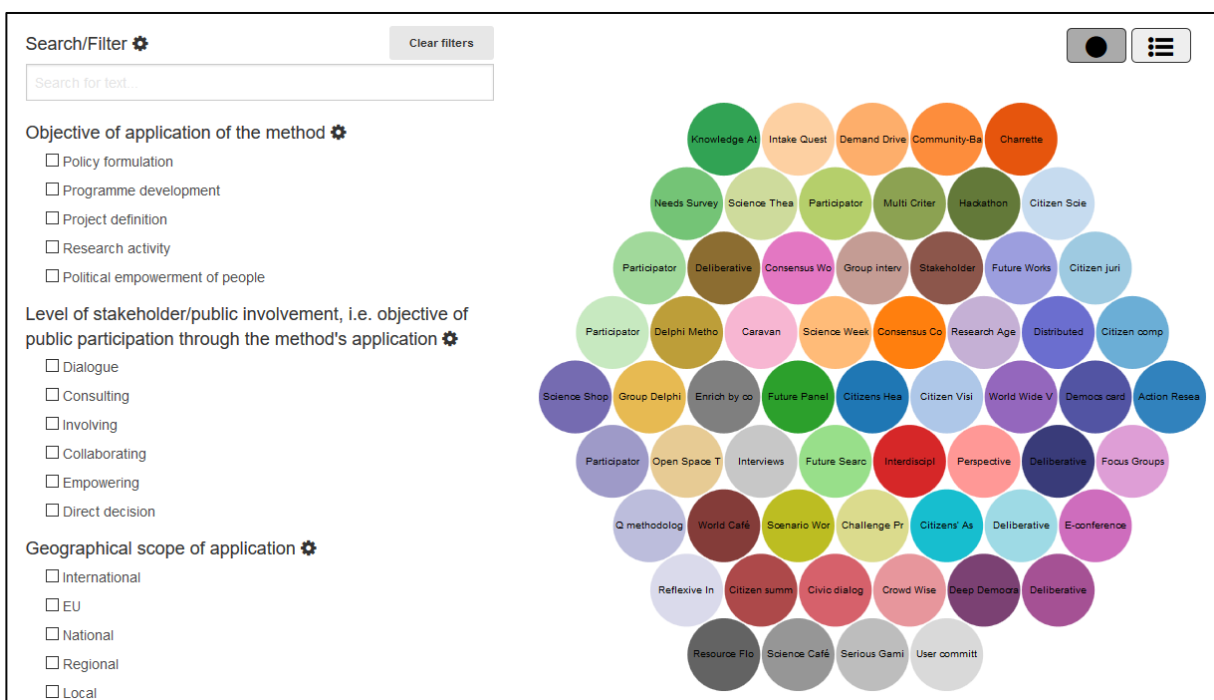 Search/Filter
Clear filters
Search for text...
Objective of application of the method
Policy formulation
Programme development
Project definition
Research activity
Political empowerment of people
Level of stakeholder/public involvement, i.e. objective of
public participation through the method's application
Dialogue
Consulting
Involving
Collaborating
Empowering
Direct decision
Geographical scope of application
International
EU
National
Regional
Local
Knowledge At Intake Quest Demand Drive Community-Ba Charrette
Needs Survey Science Thea Participator Multi Criter Hackathon Citizen Scie
Participator Deliberative Consensus Wo Group interv Stakeholder Future Works Citizen juri
Participator Delphi Metho Caravan Science Week Consensus Co Research Age Distributed Citizen comp
Science Shop Group Delphi Enrich by co Future Panel Citizens Hea Citizen Visi World Wide V Democs card Action Resea
Participator Open Space T Interviews Future Searc Interdiscipl Perspective Deliberative Focus Groups
Q methodolog World Café Scenario Wor Challenge Pr Citizens' As Deliberative E-conference
Reflexive In Citizen summ Civic dialog Crowd Wise Deep Democra Deliberative
Resource Flo Science Café Serious Gami User committ